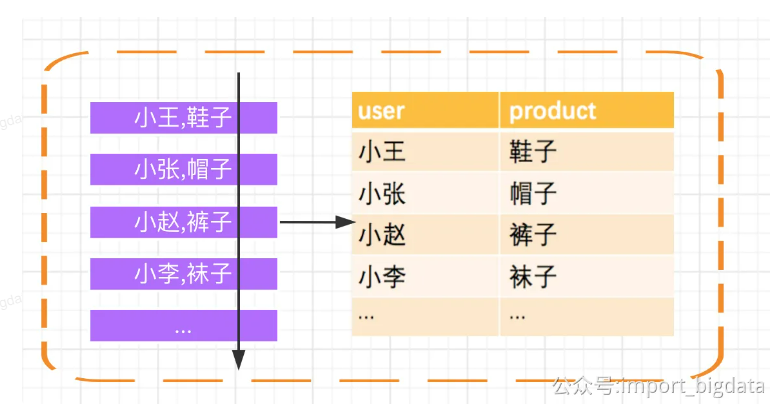 小王,鞋子
小张,帽子
小赵,裤子
小李,袜子
...
user product
小王 鞋子
小张 帽子
小赵 裤子
小李 袜子
... ...
公众号:import_bigdata